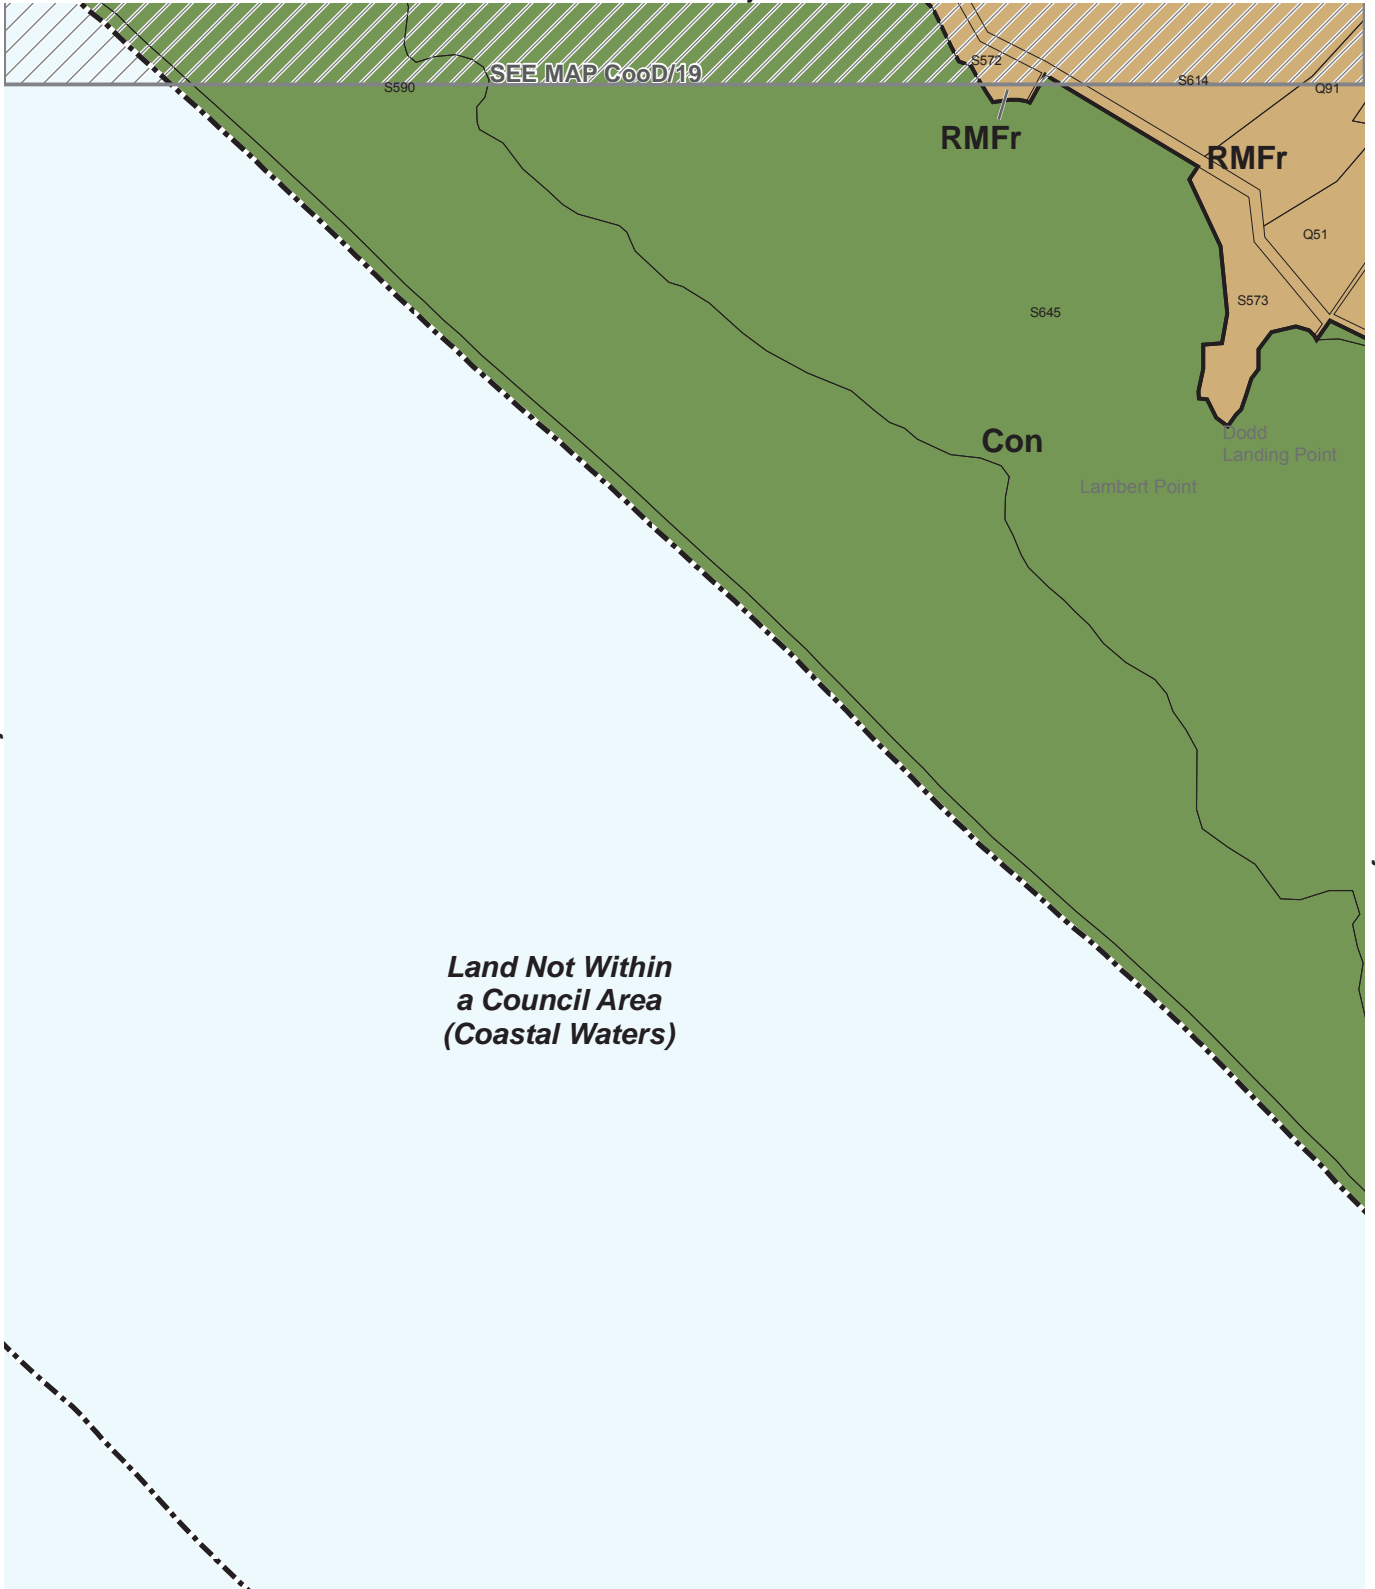 S572
SEE MAP CooD/19
S614
S590
Q91
RMFr
RMFr
Q51
S573
S645
Con
Dodd
Landing Point
Lambert Point
Land Not Within
a Council Area
(Coastal Waters)